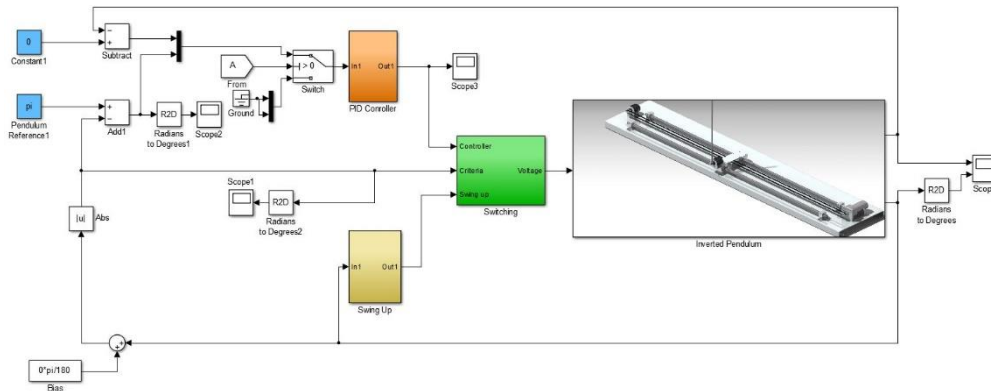 0
Constant1
Subtract
A
From
> 0
Switch
Ground
In1
Out1
PID Conroller
Scope3
pi
Pendulum
Reference1
Add1
R2D
Radians
to Degrees1
Scope2
Controller
Criteria
Swing up
Voltage
Switching
Inverted Pendulum
Scope
R2D
Radians
to Degrees
Scope1
R2D
Radians
to Degrees2
|u|
Abs
In1
Out1
Swing Up
0*pi/180
Bias